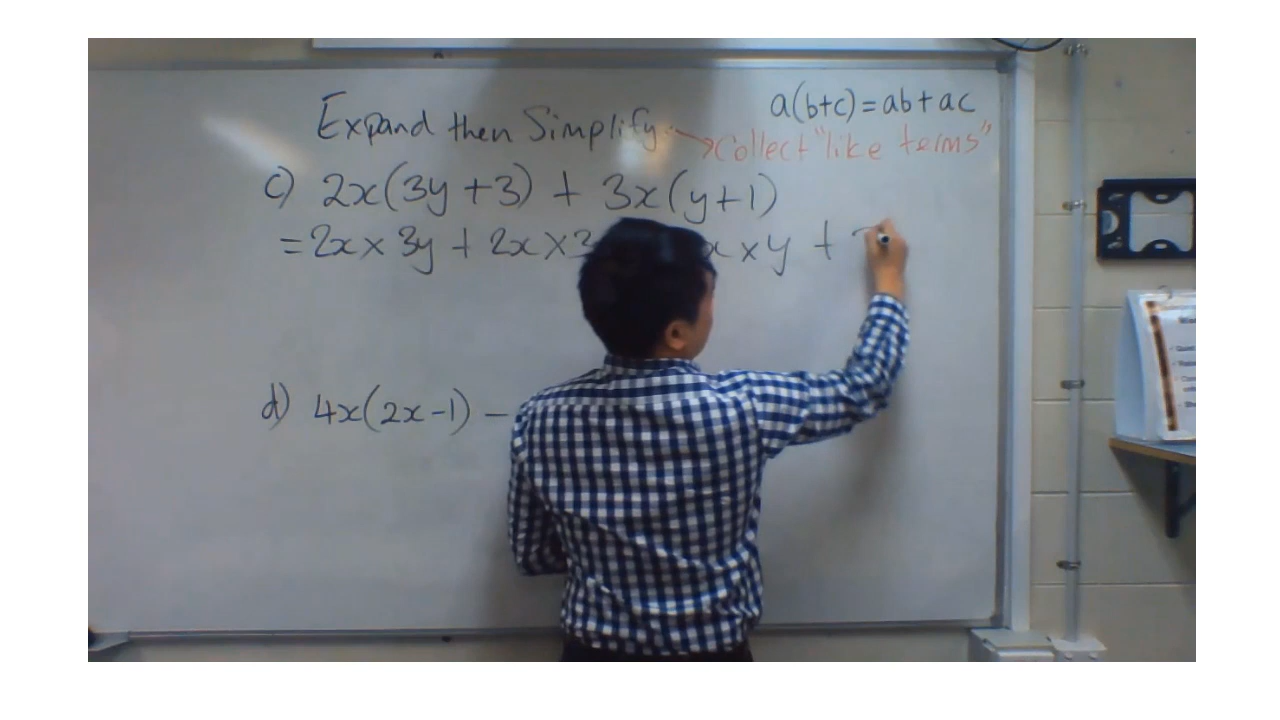 a(b+c)=ab+ac
Expand then Simplify
Collect "like terms"
c) 2x(3y+3) + 3x(y+1)
=2x×3y + 2x×3 x×y +
d) 4x(2x-1) -